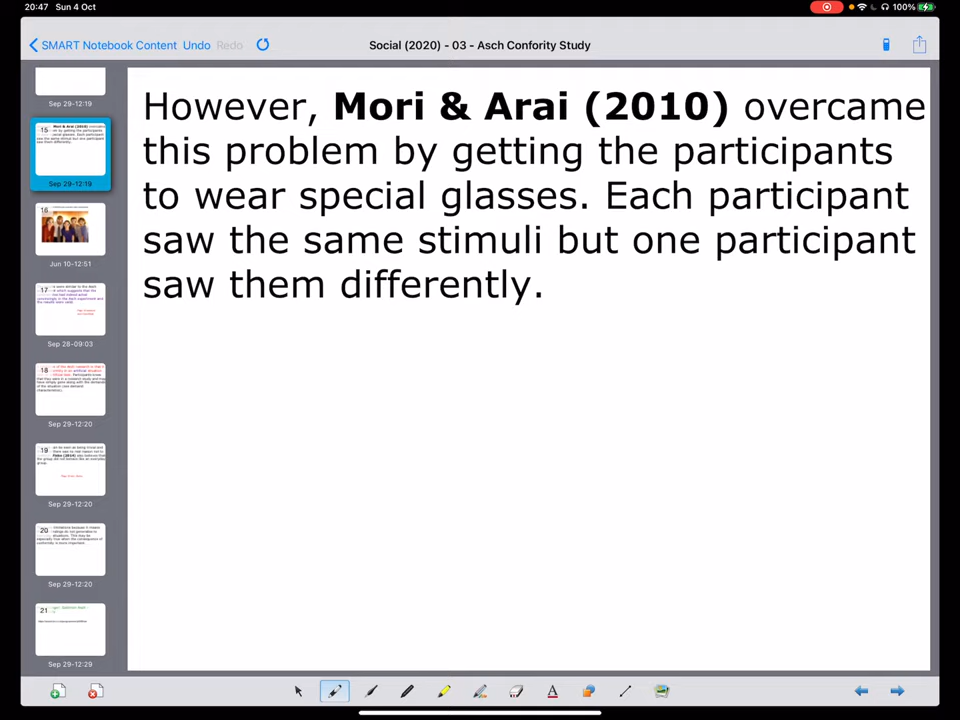 20:47 Sun 4 Oct
100%
SMART Notebook Content Undo Redo
Social (2020) - 03 - Asch Confority Study
Sep 29-12:19
15
Sep 29-12:19
16
Jun 10-12:51
17
Sep 28-09:03
18
Sep 29-12:20
19
Sep 29-12:20
20
Sep 29-12:20
21
Sep 29-12:29
However, Mori & Arai (2010) overcame
this problem by getting the participants
to wear special glasses. Each participant
saw the same stimuli but one participant
saw them differently.